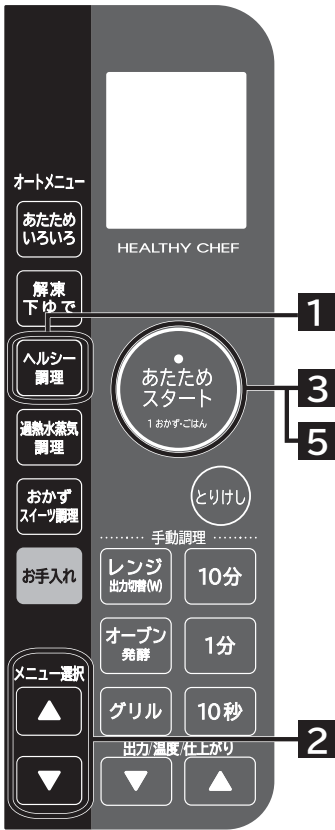 オートメニュー
あたため
いろいろ
解凍
下ゆで
ヘルシー
調理
過熱水蒸気
調理
おかず
スイーツ調理
お手入れ
メニュー選択
▲
▼
HEALTHY CHEF
あたため
スタート
1 おかず・ごはん
とりけし
手動調理
レンジ
出力切替(W)
10分
オーブン
発酵
1分
グリル
10秒
出力/温度/仕上がり
▼
▲
1
3
5
2